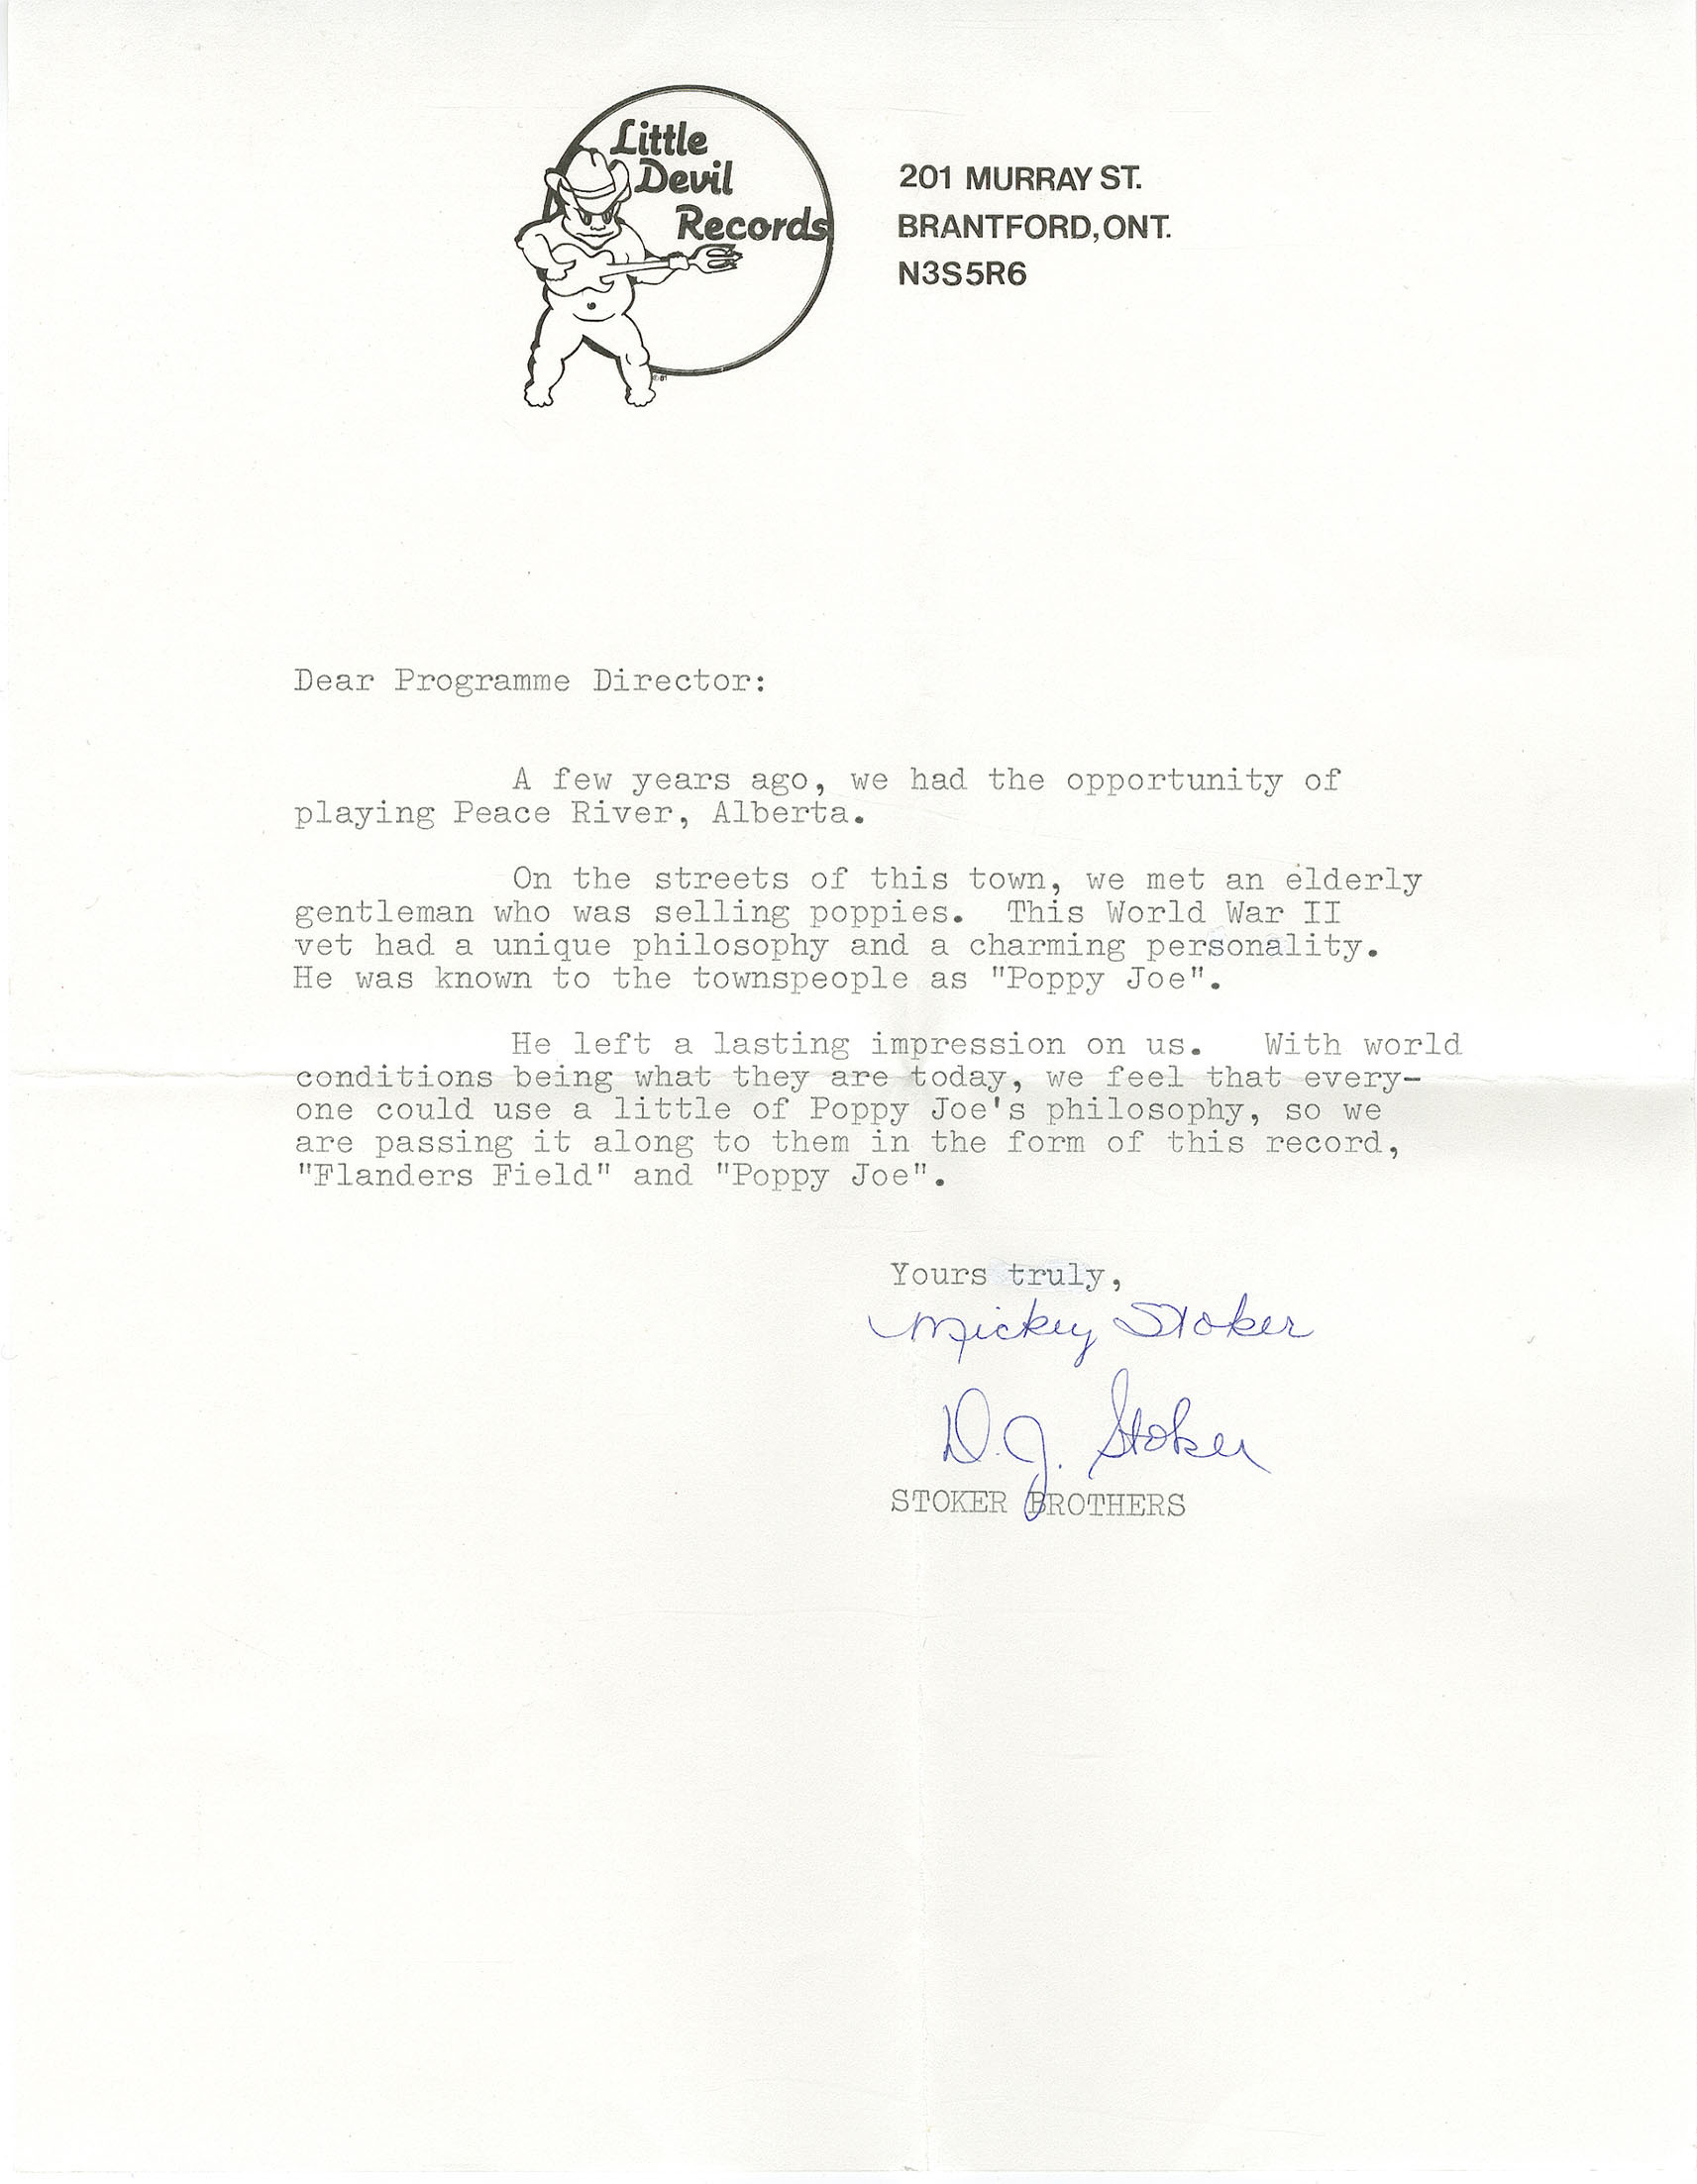 Little
Devil
Records
201 MURRAY ST.
BRANTFORD, ONT.
N3S5R6
Dear Programme Director:
A few years ago, we had the opportunity of
playing Peace River, Alberta.
On the streets of this town, we met an elderly
gentleman who was selling poppies. This World War II
vet had a unique philosophy and a charming personality.
He was known to the townspeople as "Poppy Joe".
He left a lasting impression on us. With world
conditions being what they are today, we feel that every-
one could use a little of Poppy Joe's philosophy, so we
are passing it along to them in the form of this record,
"Flanders Field" and "Poppy Joe".
Yours truly,
Mickey Stoker
D.J. Stoker
STOKER BROTHERS